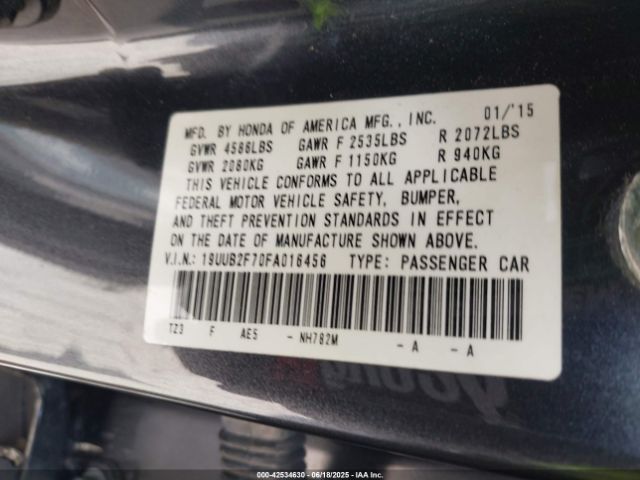 MFD. BY HONDA OF AMERICA MFG., INC. 01/'15
GVWR 4586LBS GAWR F 2535LBS R 2072LBS
GVWR 2080KG GAWR F 1150KG R 940KG
THIS VEHICLE CONFORMS TO ALL APPLICABLE
FEDERAL MOTOR VEHICLE SAFETY, BUMPER,
AND THEFT PREVENTION STANDARDS IN EFFECT
ON THE DATE OF MANUFACTURE SHOWN ABOVE.
V.I.N.: 19UUB2F70FA016456 TYPE: PASSENGER CAR
TZ3 F AE5 - NH782M - A - A
000-42534630 - 06/18/2025 - IAA Inc.